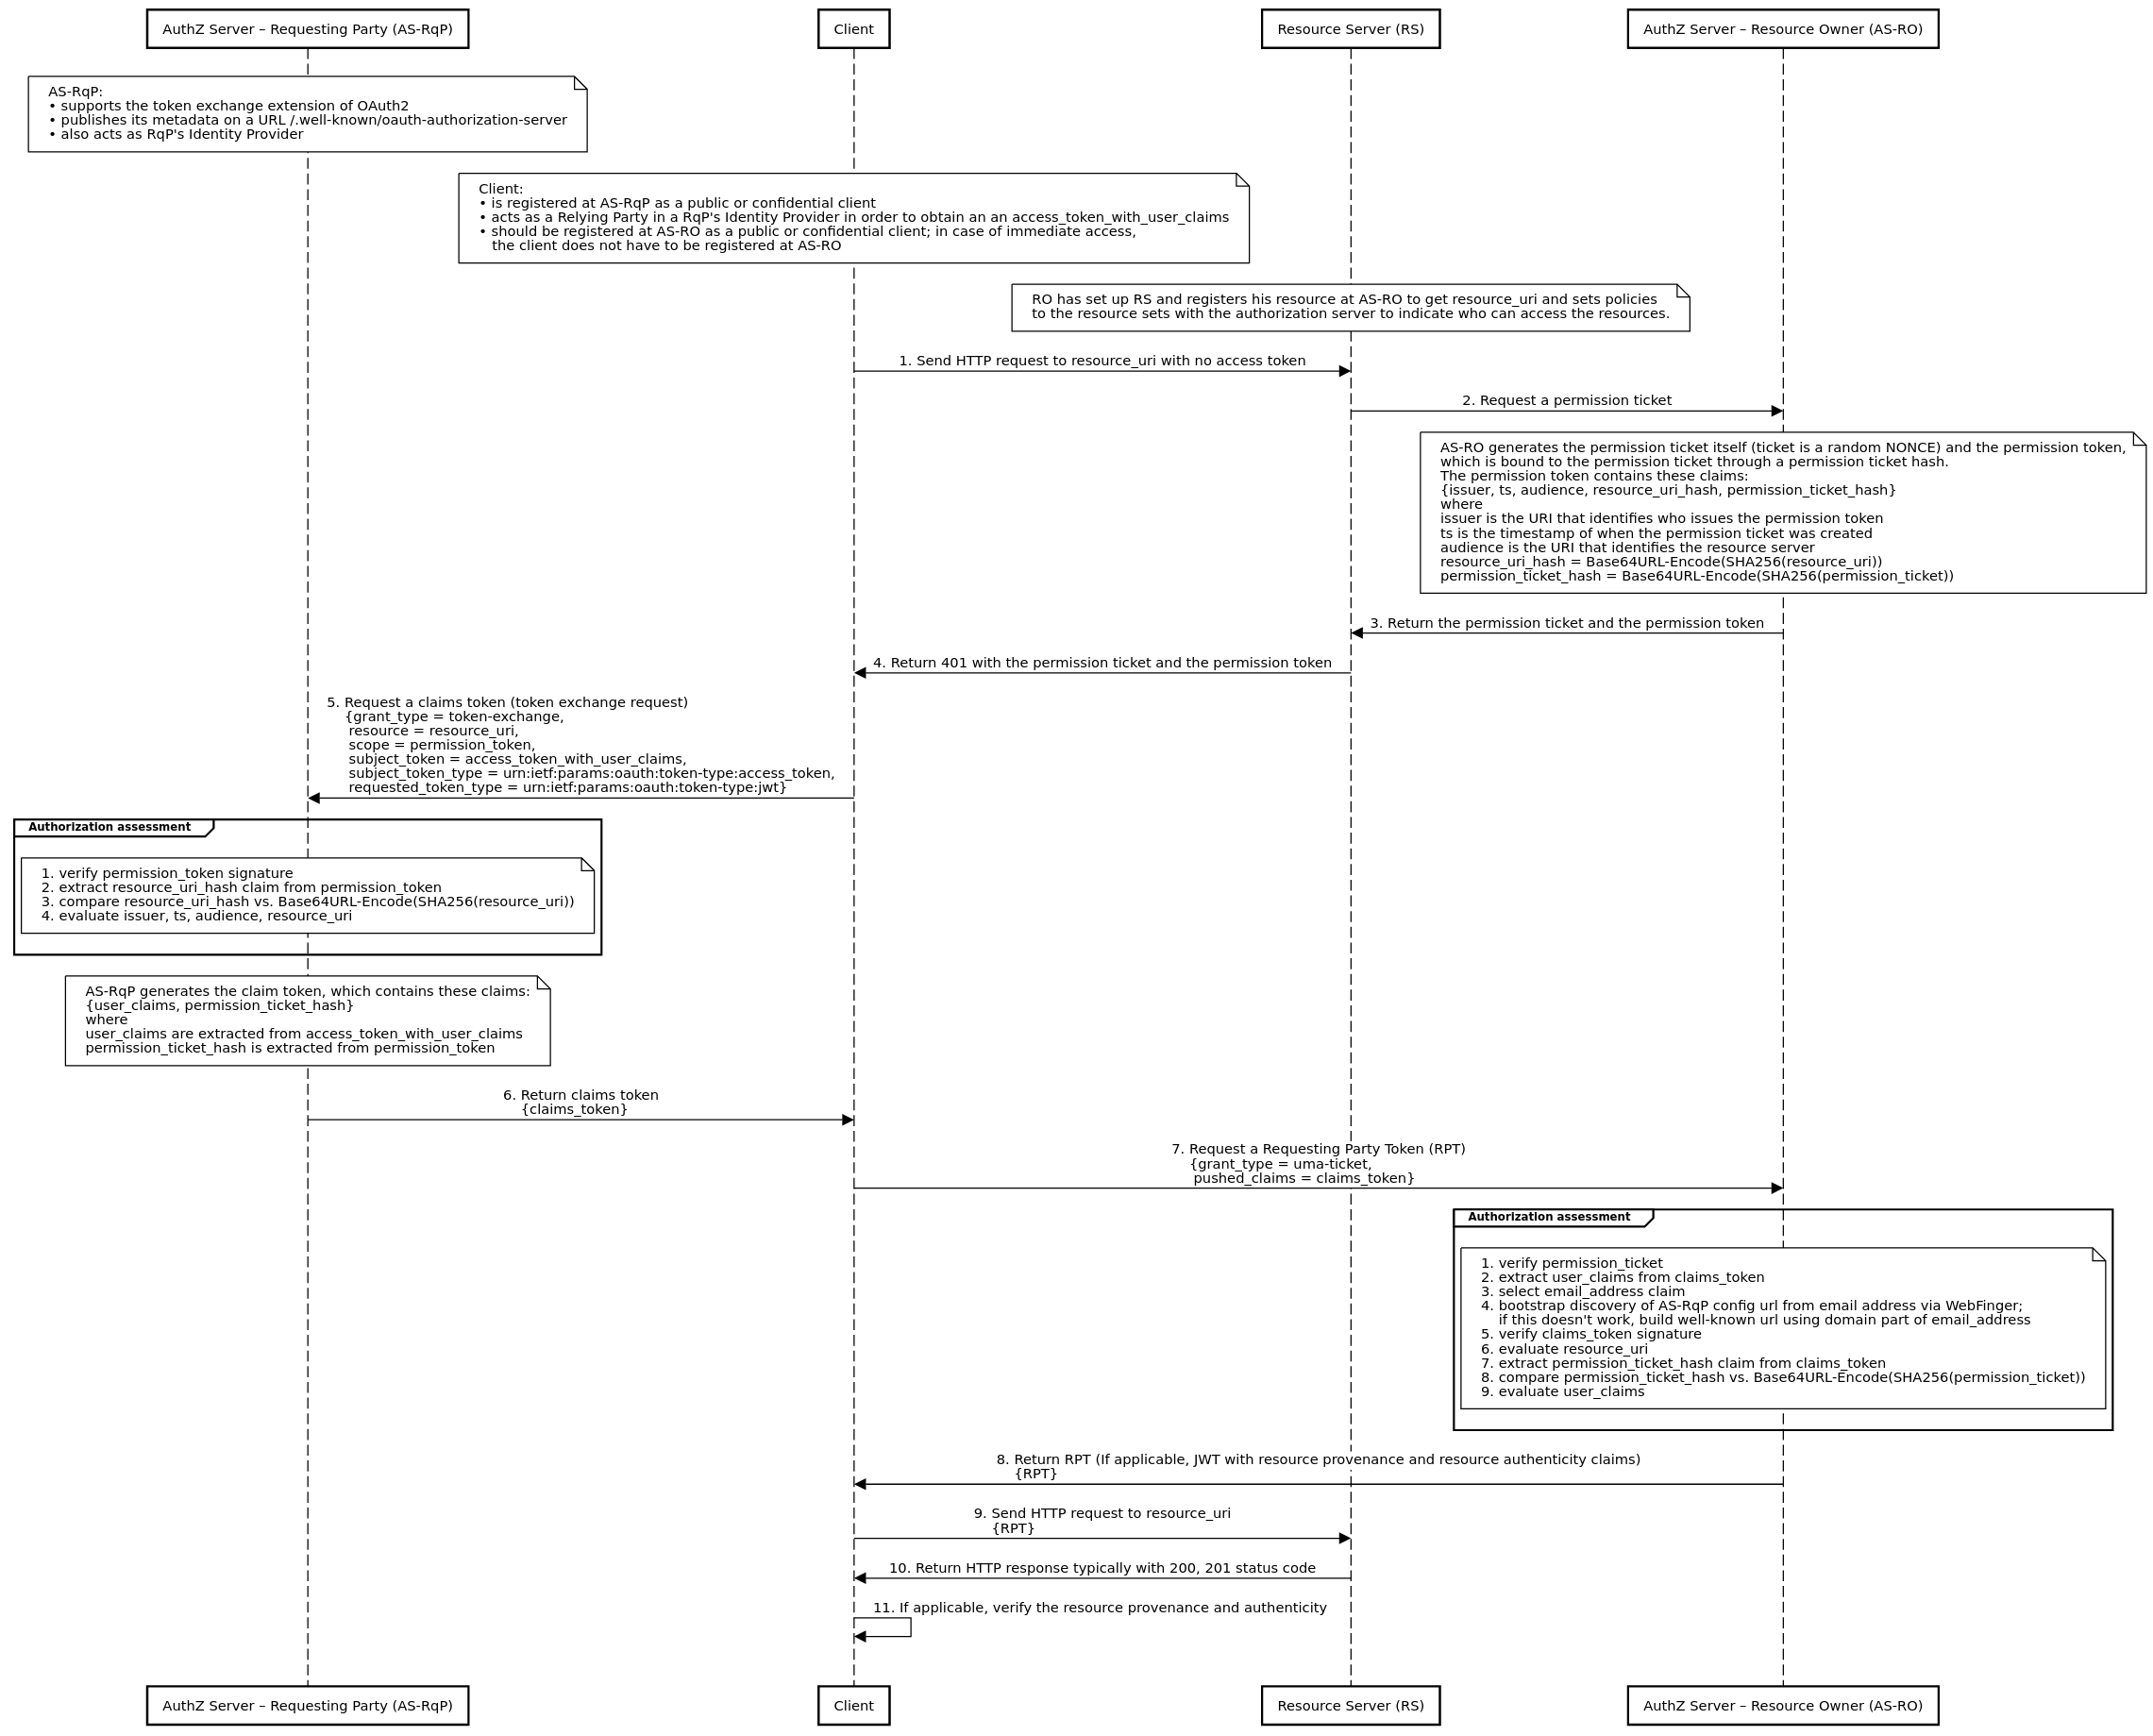 AuthZ Server – Requesting Party (AS-RqP)
Client
Resource Server (RS)
AuthZ Server – Resource Owner (AS-RO)
AS-RqP:
• supports the token exchange extension of OAuth2
• publishes its metadata on a URL /.well-known/oauth-authorization-server
• also acts as RqP's Identity Provider
Client:
• is registered at AS-RqP as a public or confidential client
• acts as a Relying Party in a RqP's Identity Provider in order to obtain an an access_token_with_user_claims
• should be registered at AS-RO as a public or confidential client; in case of immediate access,
the client does not have to be registered at AS-RO
RO has set up RS and registers his resource at AS-RO to get resource_uri and sets policies
to the resource sets with the authorization server to indicate who can access the resources.
1. Send HTTP request to resource_uri with no access token
2. Request a permission ticket
AS-RO generates the permission ticket itself (ticket is a random NONCE) and the permission token,
which is bound to the permission ticket through a permission ticket hash.
The permission token contains these claims:
{issuer, ts, audience, resource_uri_hash, permission_ticket_hash}
where
issuer is the URI that identifies who issues the permission token
ts is the timestamp of when the permission ticket was created
audience is the URI that identifies the resource server
resource_uri_hash = Base64URL-Encode(SHA256(resource_uri))
permission_ticket_hash = Base64URL-Encode(SHA256(permission_ticket))
3. Return the permission ticket and the permission token
4. Return 401 with the permission ticket and the permission token
5. Request a claims token (token exchange request)
{grant_type = token-exchange,
resource = resource_uri,
scope = permission_token,
subject_token = access_token_with_user_claims,
subject_token_type = urn:ietf:params:oauth:token-type:access_token,
requested_token_type = urn:ietf:params:oauth:token-type:jwt}
Authorization assessment
1. verify permission_token signature
2. extract resource_uri_hash claim from permission_token
3. compare resource_uri_hash vs. Base64URL-Encode(SHA256(resource_uri))
4. evaluate issuer, ts, audience, resource_uri
AS-RqP generates the claim token, which contains these claims:
{user_claims, permission_ticket_hash}
where
user_claims are extracted from access_token_with_user_claims
permission_ticket_hash is extracted from permission_token
6. Return claims token
{claims_token}
7. Request a Requesting Party Token (RPT)
{grant_type = uma-ticket,
pushed_claims = claims_token}
Authorization assessment
1. verify permission_ticket
2. extract user_claims from claims_token
3. select email_address claim
4. bootstrap discovery of AS-RqP config url from email address via WebFinger;
if this doesn't work, build well-known url using domain part of email_address
5. verify claims_token signature
6. evaluate resource_uri
7. extract permission_ticket_hash claim from claims_token
8. compare permission_ticket_hash vs. Base64URL-Encode(SHA256(permission_ticket))
9. evaluate user_claims
8. Return RPT (If applicable, JWT with resource provenance and resource authenticity claims)
{RPT}
9. Send HTTP request to resource_uri
{RPT}
10. Return HTTP response typically with 200, 201 status code
11. If applicable, verify the resource provenance and authenticity
AuthZ Server – Requesting Party (AS-RqP)
Client
Resource Server (RS)
AuthZ Server – Resource Owner (AS-RO)